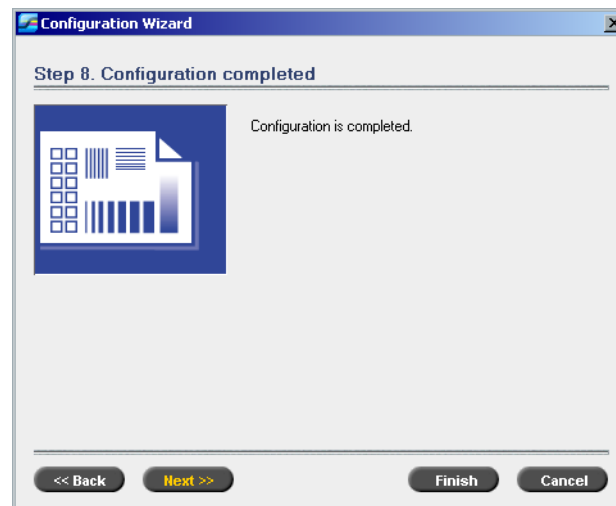 Configuration Wizard
Step 8. Configuration completed
Configuration is completed.
<< Back Next >> Finish Cancel